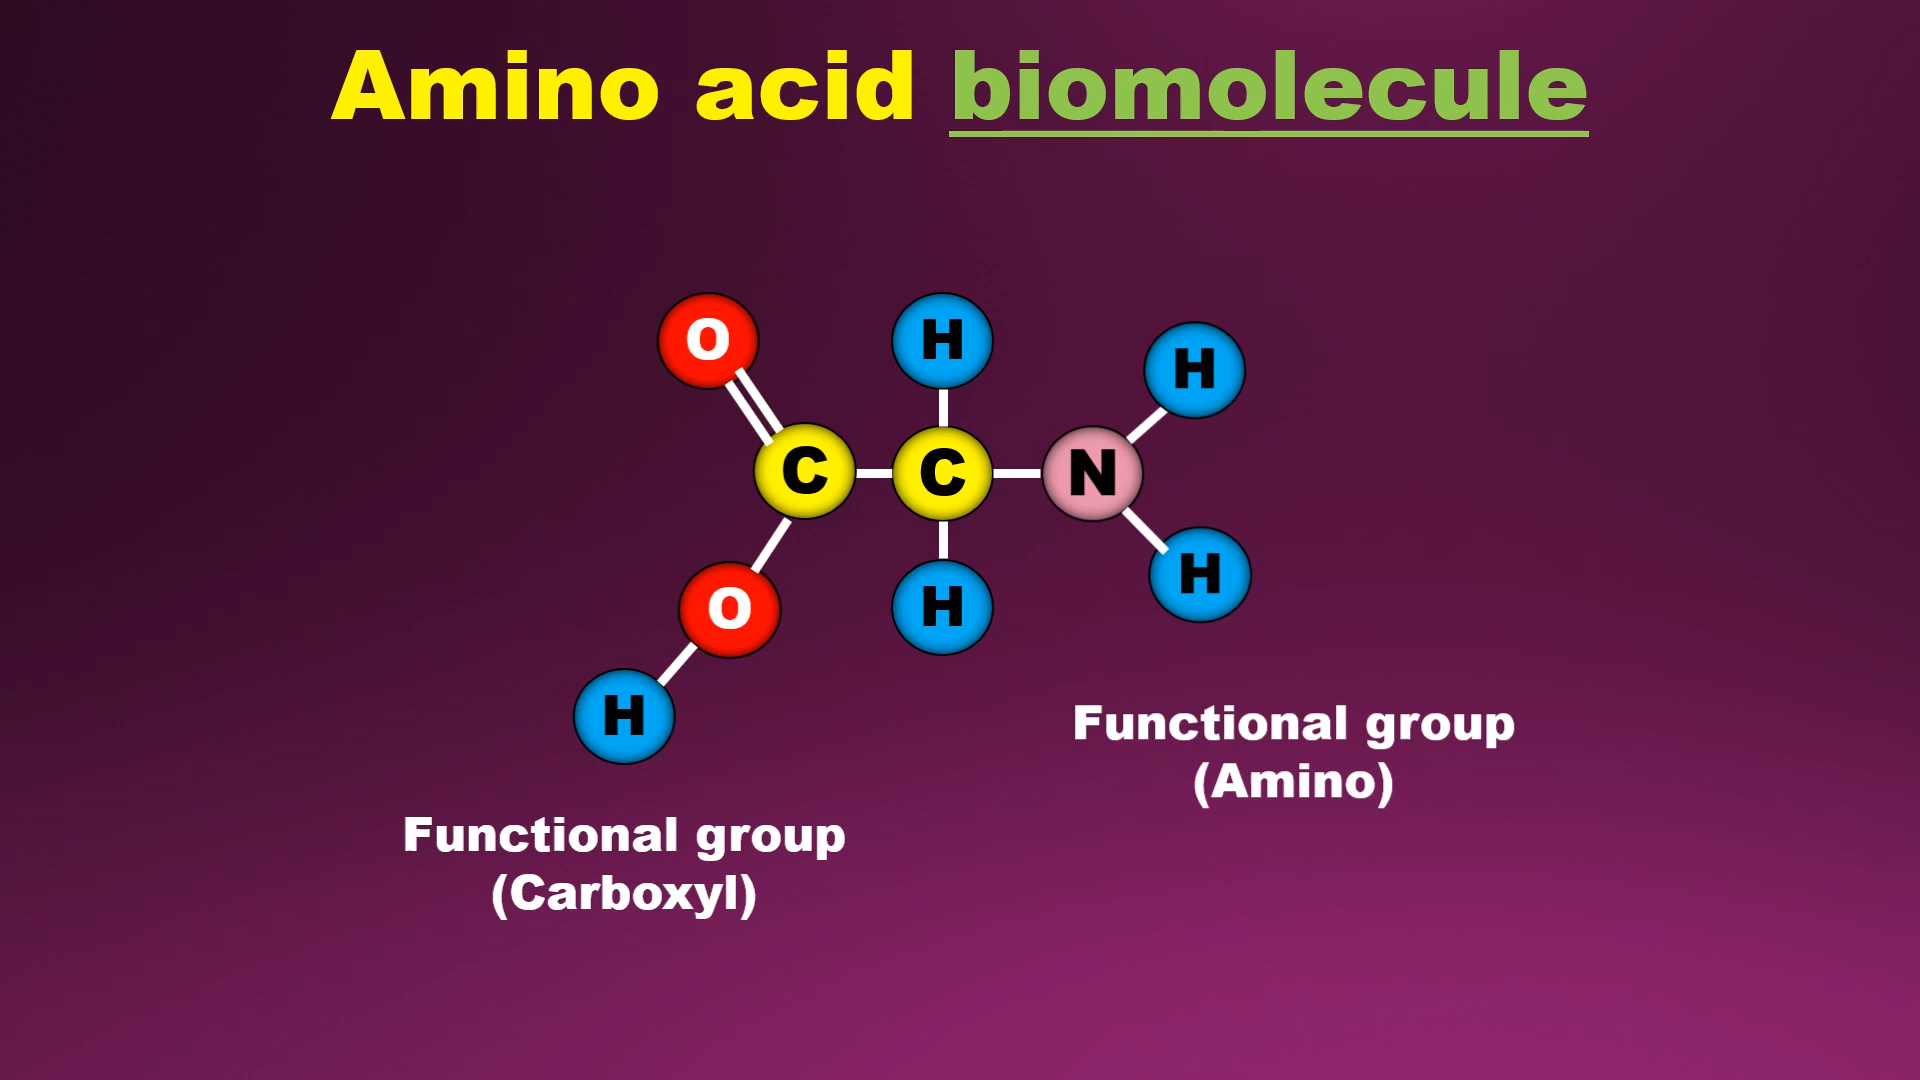 Amino acid biomolecule
O H H
C C N
O H H
H
Functional group
(Amino)
Functional group
(Carboxyl)